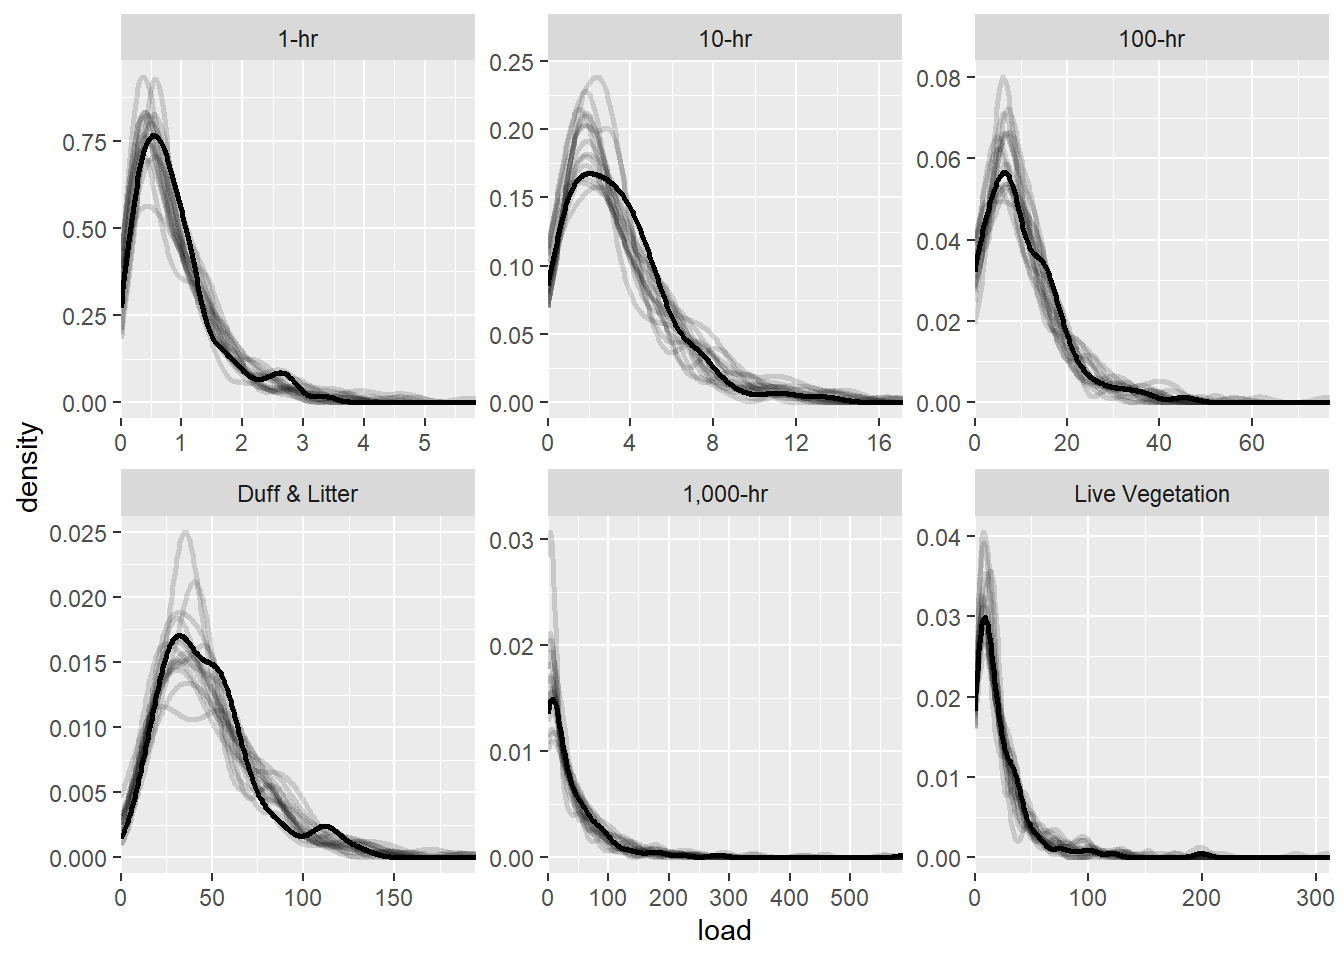 1-hr
10-hr
100-hr
0.75
0.50
0.25
0.00
0 1 2 3 4 5
0.25
0.20
0.15
0.10
0.05
0.00
0 4 8 12 16
0.08
0.06
0.04
0.02
0.00
0 20 40 60
density
Duff & Litter
1,000-hr
Live Vegetation
0.025
0.020
0.015
0.010
0.005
0.000
0 50 100 150
0.03
0.02
0.01
0.00
0 100 200 300 400 500
0.04
0.03
0.02
0.01
0.00
0 100 200 300
load